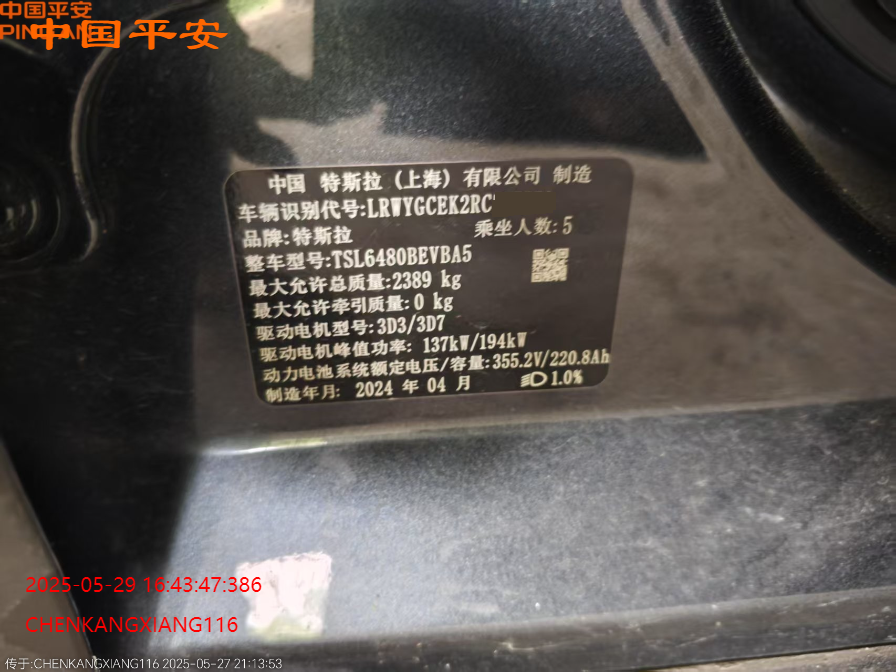 中国平安
PINGAN
中国平安
中国 特斯拉 (上海) 有限公司 制造
车辆识别代号:LRWYGCEK2RC
品牌:特斯拉 乘坐人数:5
整车型号:TSL6480BEVBA5
最大允许总质量:2389 kg
最大允许牵引质量:0 kg
驱动电机型号:3D3/3D7
驱动电机峰值功率: 137kW/194kW
动力电池系统额定电压/容量:355.2V/220.8Ah
制造年月: 2024 年 04 月 1.0%
2025-05-29 16:43:47:386
CHENKANGXIANG116
传于:CHENKANGXIANG116 2025-05-27 21:13:53